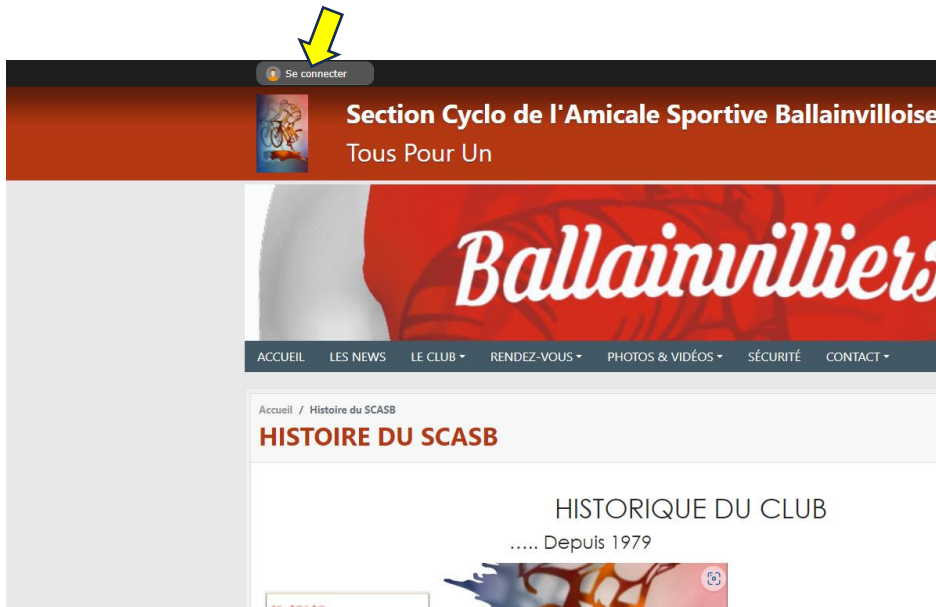 Se connecter
Section Cyclo de l'Amicale Sportive Ballainvilloise
Tous Pour Un
Ballainvilliers
ACCUEIL LES NEWS LE CLUB RENDEZ-VOUS PHOTOS & VIDÉOS SÉCURITÉ CONTACT
Accueil / Histoire du SCASB
HISTOIRE DU SCASB
HISTORIQUE DU CLUB
..... Depuis 1979